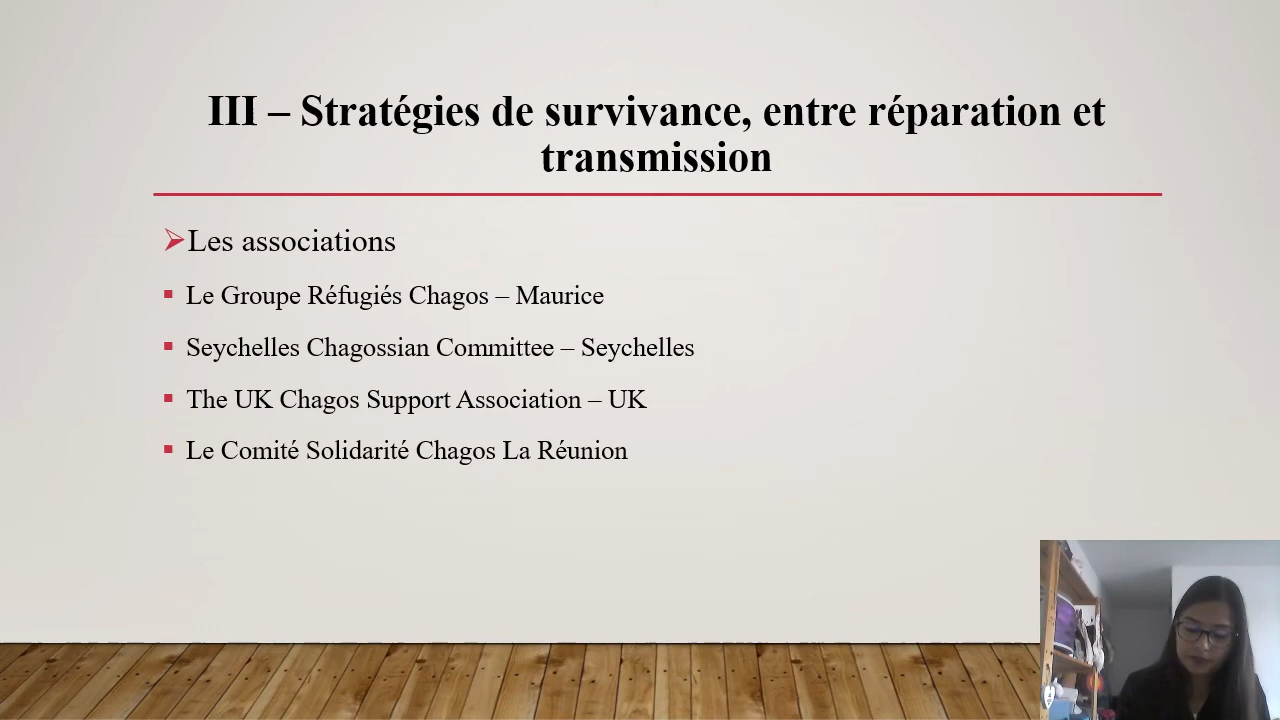 III – Stratégies de survivance, entre réparation et
transmission
Les associations
Le Groupe Réfugiés Chagos – Maurice
Seychelles Chagossian Committee – Seychelles
The UK Chagos Support Association – UK
Le Comité Solidarité Chagos La Réunion